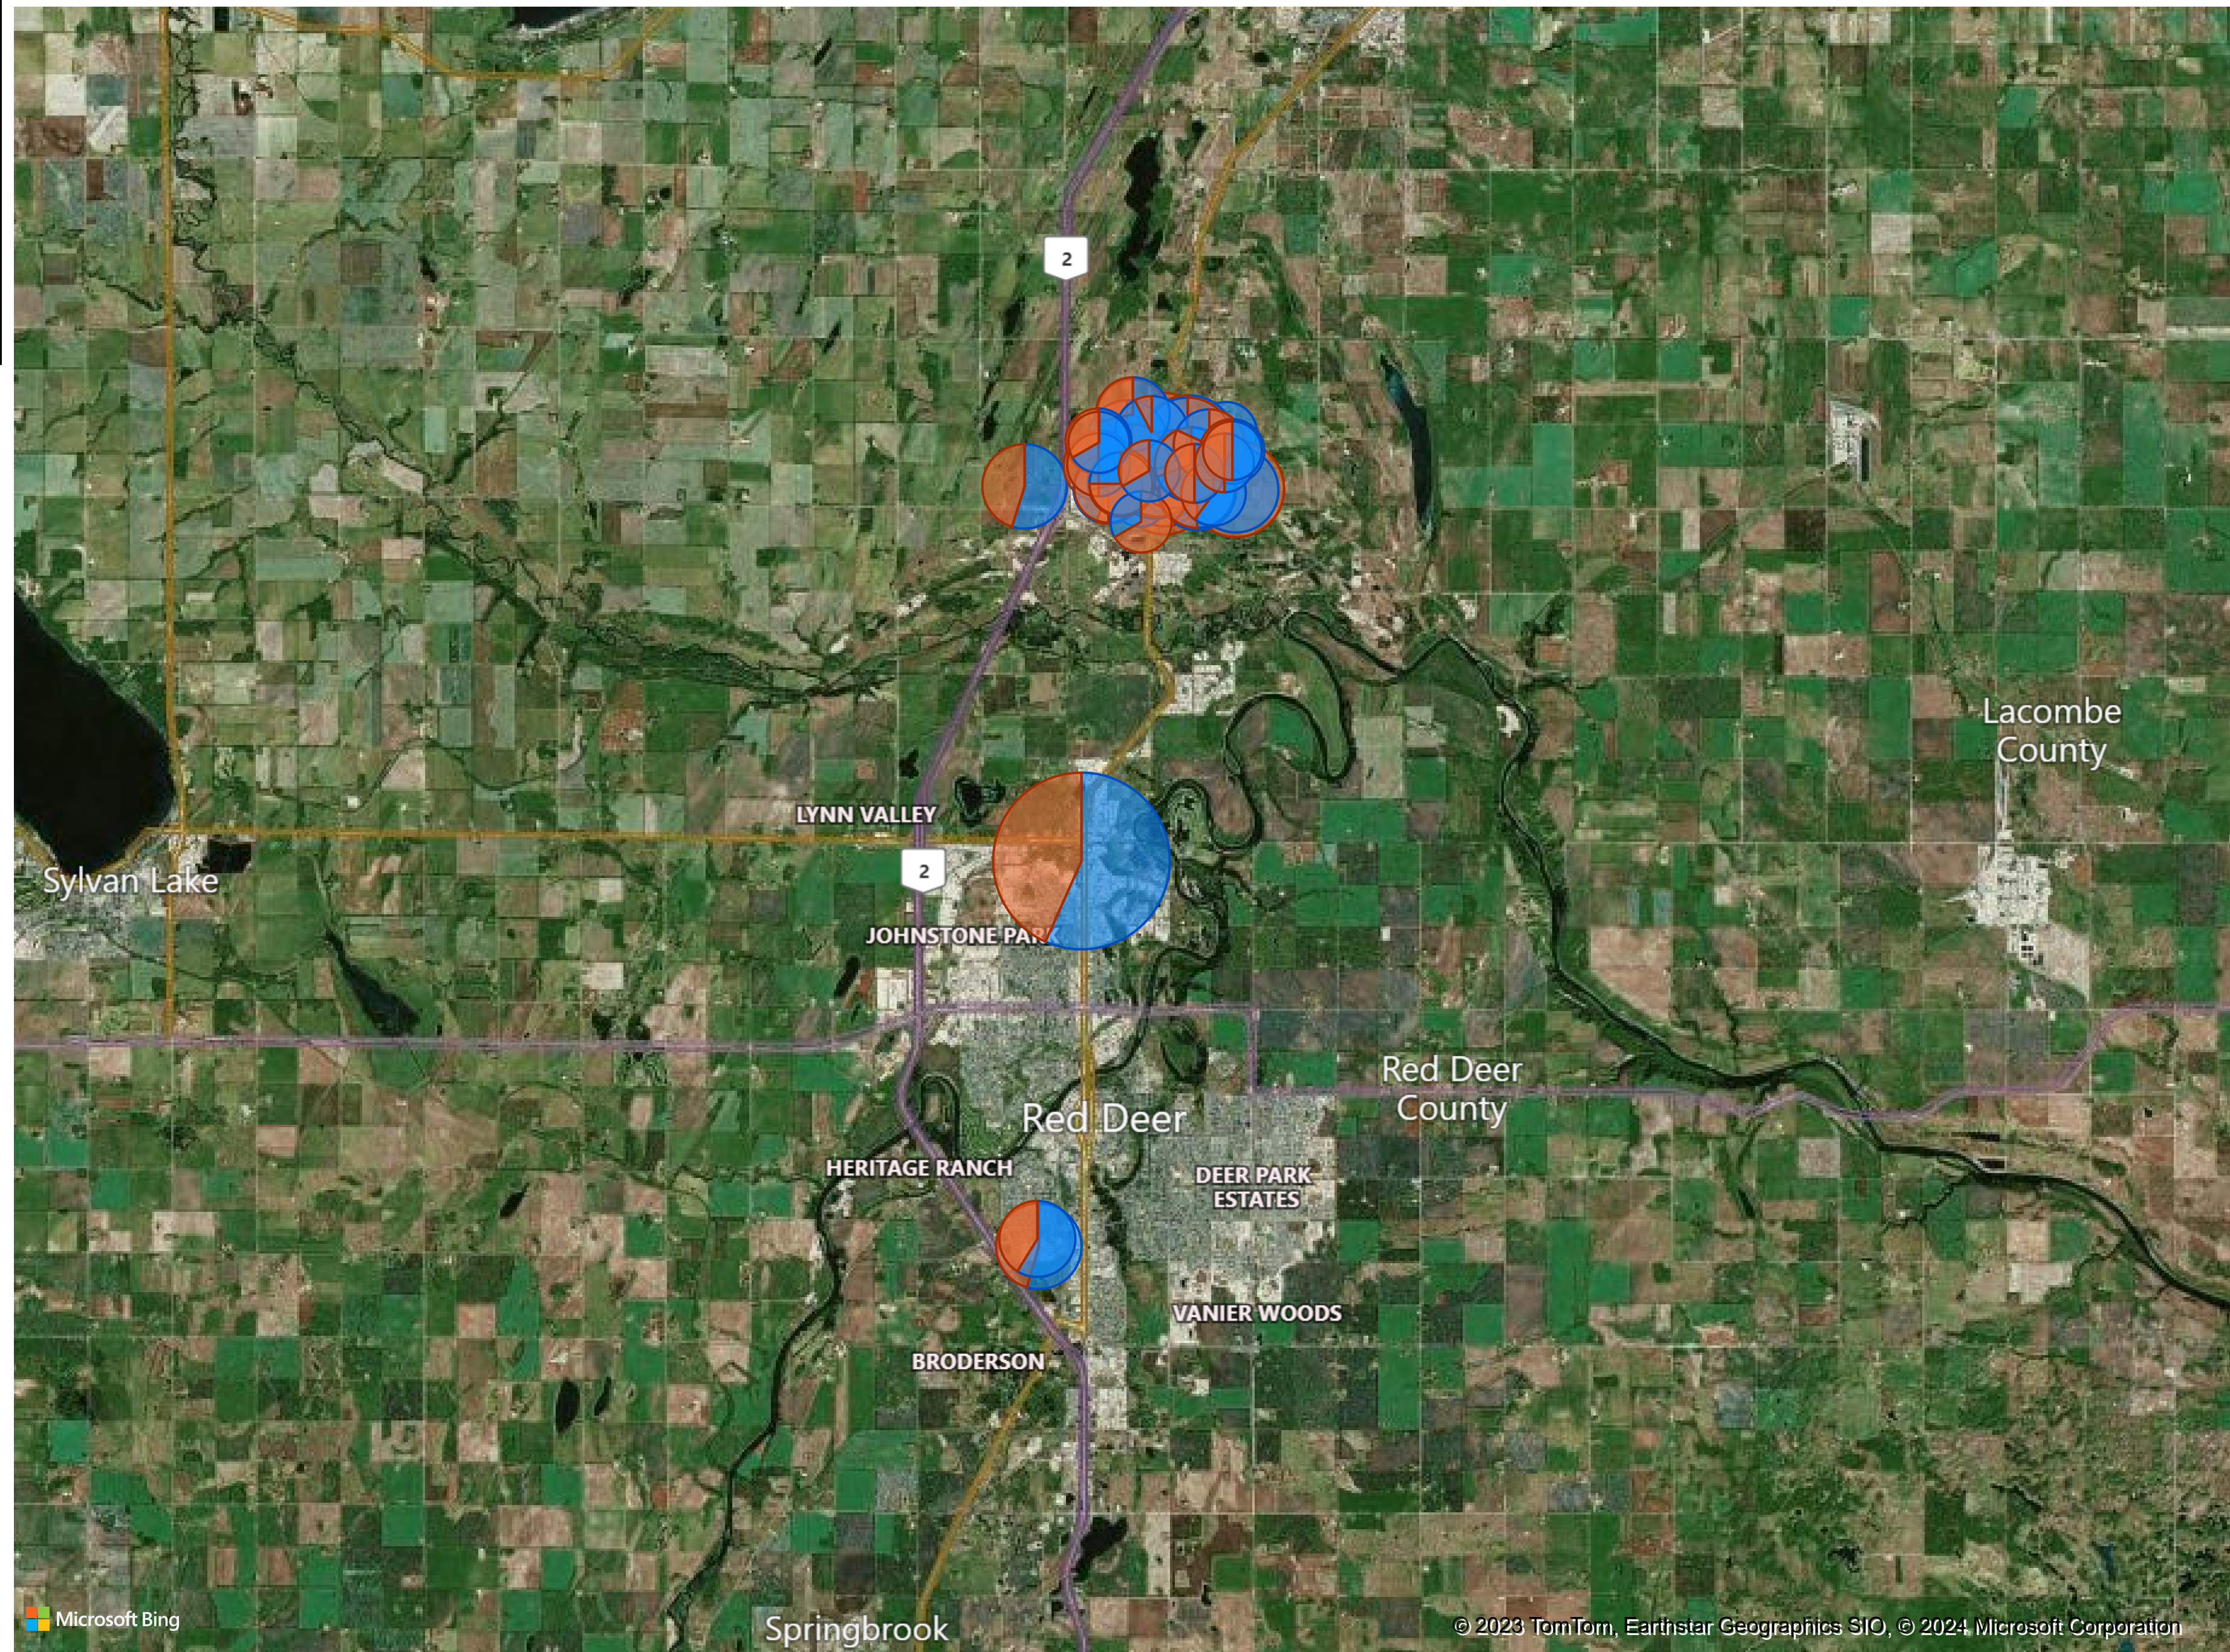 2
LYNN VALLEY
2
Sylvan Lake
JOHNSTONE PARK
Lacombe
County
Red Deer
County
Red Deer
HERITAGE RANCH
DEER PARK
ESTATES
VANIER WOODS
BRODERSON
Springbrook
Microsoft Bing
© 2023 TomTom, Earthstar Geographics SIO, © 2024 Microsoft Corporation